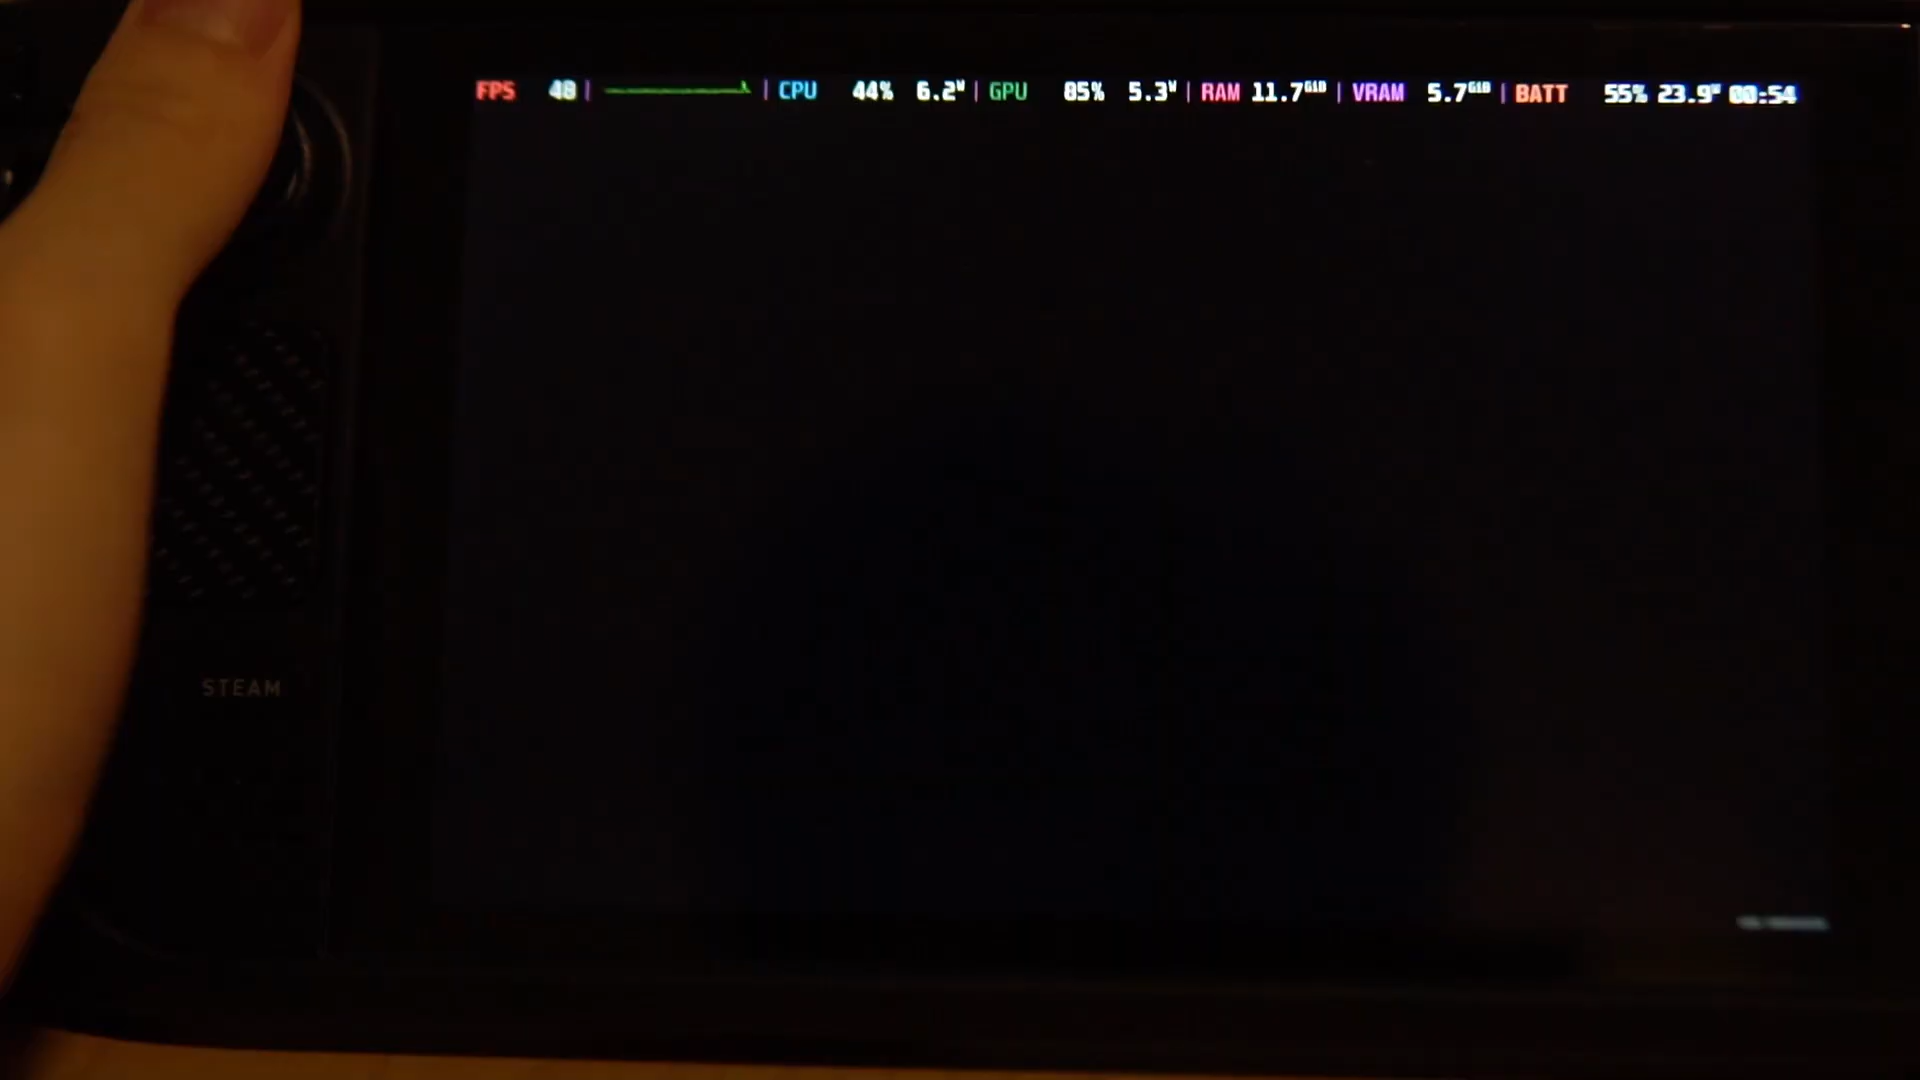 FPS 48 | | CPU 44% 6.2W | GPU 85% 5.3W | RAM 11.7GiB | VRAM 5.7GiB | BATT 55% 23.9W 00:54
STEAM